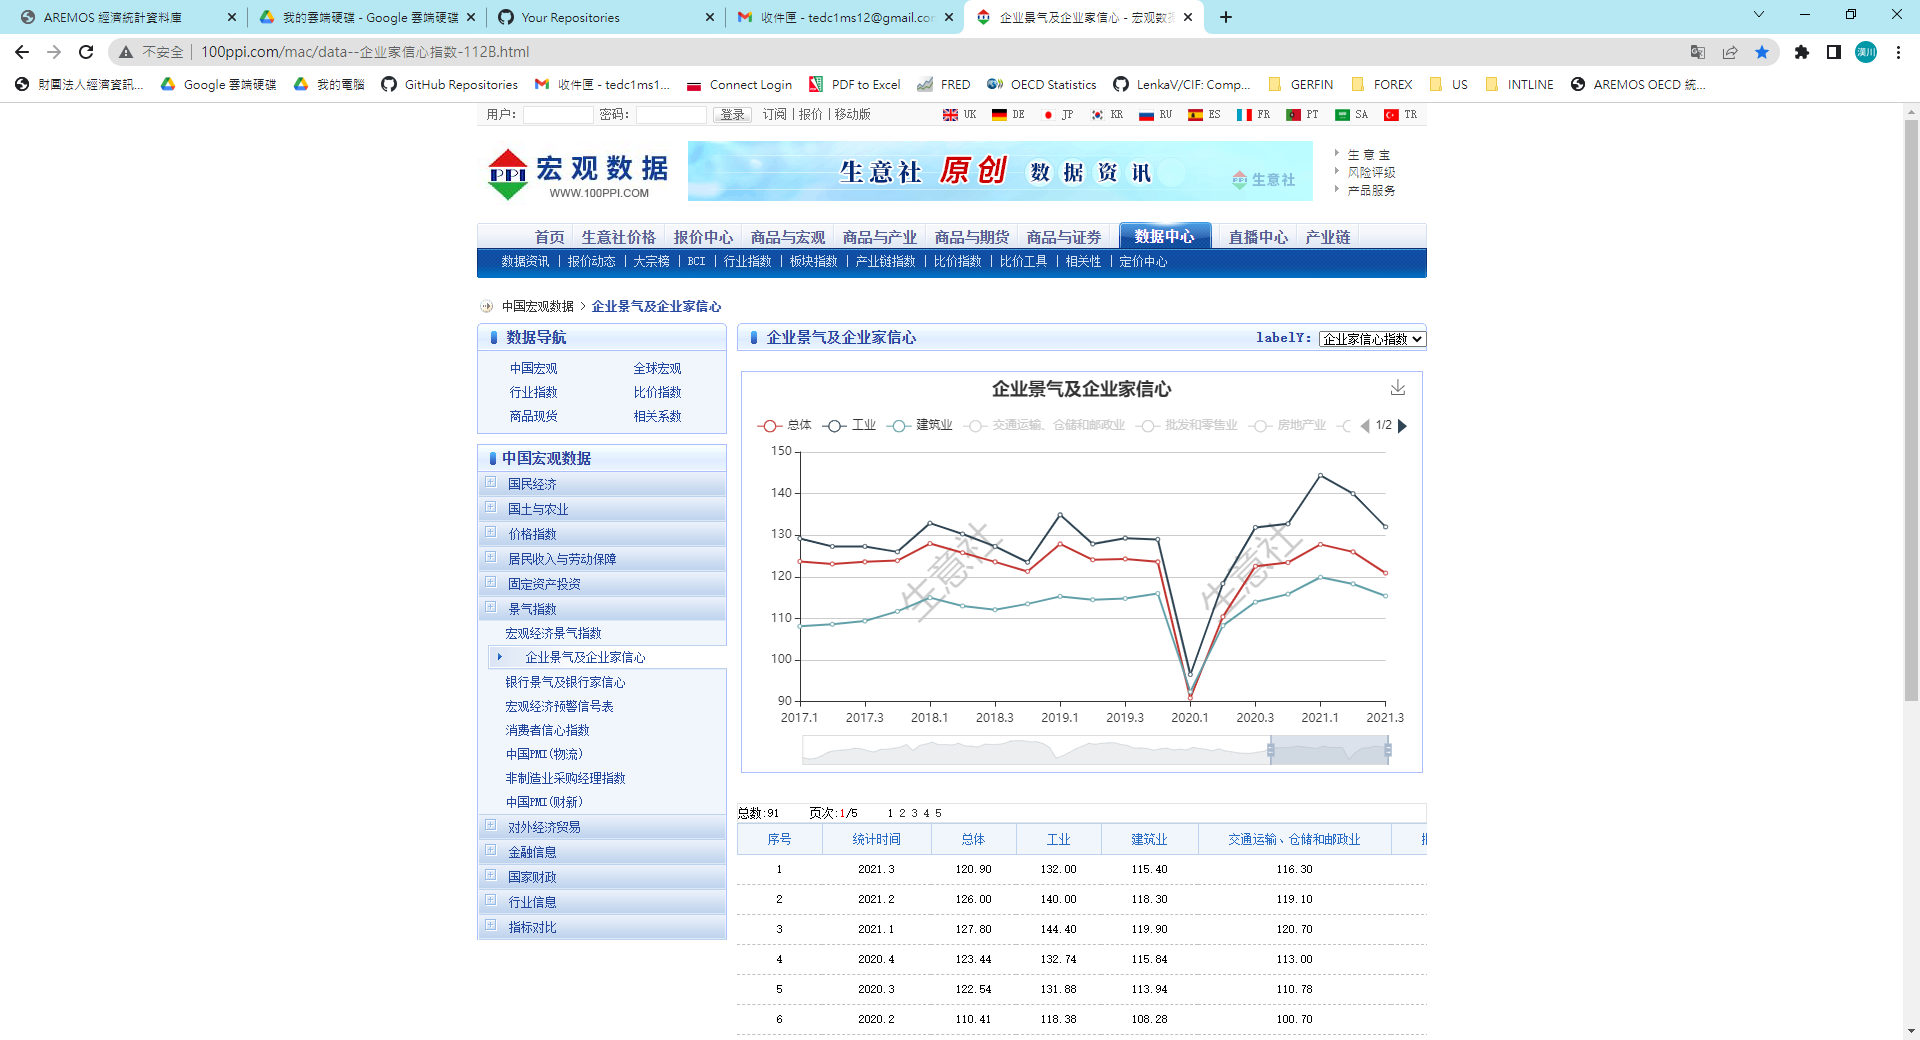 AREMOS 經濟統計資料庫
我的雲端硬碟 - Google 雲端硬碟
Your Repositories
收件匣 - tedc1ms12@gmail.co
企业景气及企业家信心 - 宏观数据
不安全 | 100ppi.com/mac/data--企业家信心指数-112B.html
潢川
財團法人經濟資訊...
Google 雲端硬碟
我的電腦
GitHub Repositories
收件匣 - tedc1ms1...
Connect Login
PDF to Excel
FRED
OECD Statistics
LenkaV/CIF: Comp...
GERFIN
FOREX
US
INTLINE
AREMOS OECD 統...
用户: 密码: 登录 订阅 | 报价 | 移动版
UK DE JP KR RU ES FR PT SA TR
PPI 宏观数据
WWW.100PPI.COM
生意社 原创 数据资讯
PPI 生意社
生 意 宝
风险评级
产品服务
首页 生意社价格 报价中心 商品与宏观 商品与产业 商品与期货 商品与证券 数据中心 直播中心 产业链
数据资讯 | 报价动态 | 大宗榜 | BCI | 行业指数 | 板块指数 | 产业链指数 | 比价指数 | 比价工具 | 相关性 | 定价中心
中国宏观数据 > 企业景气及企业家信心
数据导航
中国宏观 全球宏观
行业指数 比价指数
商品现货 相关系数
中国宏观数据
国民经济
国土与农业
价格指数
居民收入与劳动保障
固定资产投资
景气指数
宏观经济景气指数
企业景气及企业家信心
银行景气及银行家信心
宏观经济预警信号表
消费者信心指数
中国PMI(物流)
非制造业采购经理指数
中国PMI(财新)
对外经济贸易
金融信息
国家财政
行业信息
指标对比
企业景气及企业家信心 labelY: 企业家信心指数
企业景气及企业家信心
总体 工业 建筑业 交通运输、仓储和邮政业 批发和零售业 房地产业 1/2
150
140
130
120
110
100
90
2017.1 2017.3 2018.1 2018.3 2019.1 2019.3 2020.1 2020.3 2021.1 2021.3
生意社 生意社
总数:91 页次:1/5 1 2 3 4 5
序号 统计时间 总体 工业 建筑业 交通运输、仓储和邮政业
1 2021.3 120.90 132.00 115.40 116.30
2 2021.2 126.00 140.00 118.30 119.10
3 2021.1 127.80 144.40 119.90 120.70
4 2020.4 123.44 132.74 115.84 113.00
5 2020.3 122.54 131.88 113.94 110.78
6 2020.2 110.41 118.38 108.28 100.70